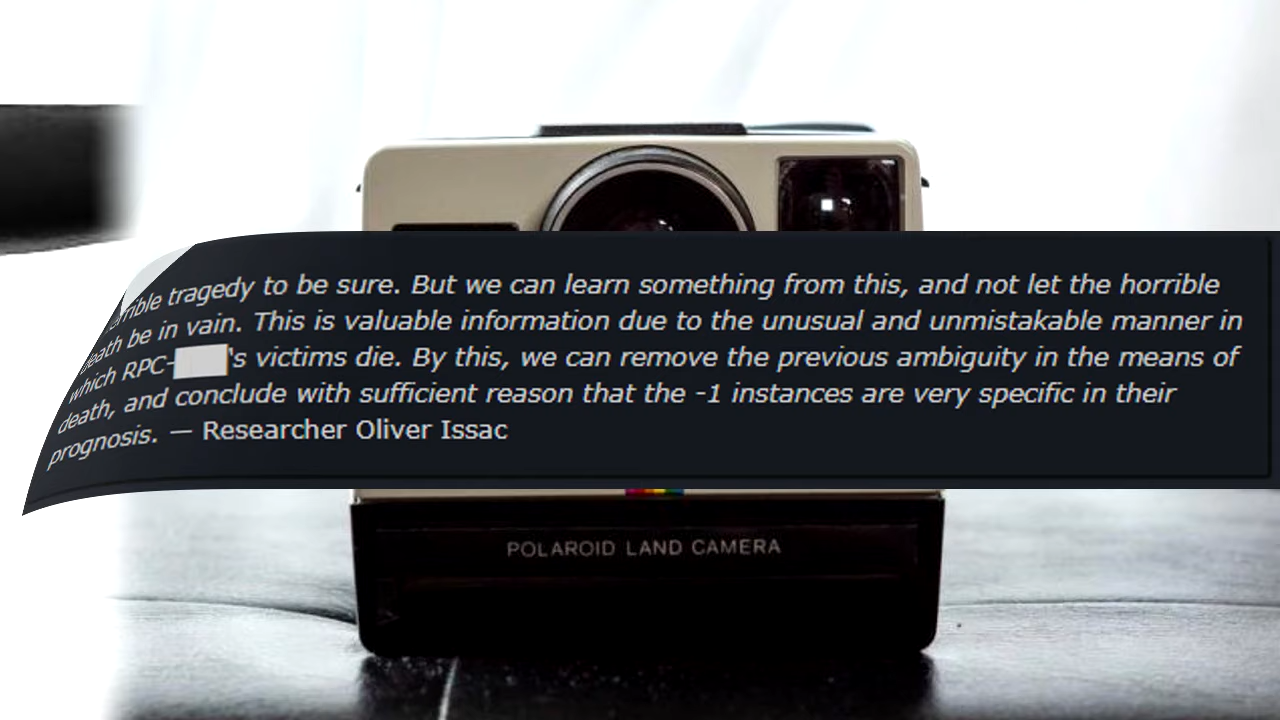 tragedy to be sure. But we can learn something from this, and not let the horrible
death be in vain. This is valuable information due to the unusual and unmistakable manner in
which RPC- 's victims die. By this, we can remove the previous ambiguity in the means of
death, and conclude with sufficient reason that the -1 instances are very specific in their
prognosis. — Researcher Oliver Issac
POLAROID LAND CAMERA